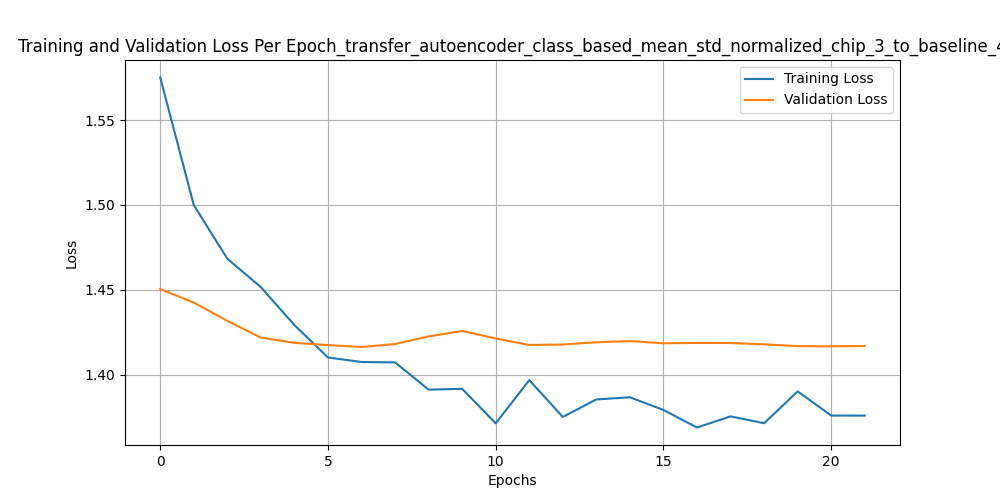 Training and Validation Loss Per Epoch_transfer_autoencoder_class_based_mean_std_normalized_chip_3_to_baseline_4
Training Loss
Validation Loss
1.55
1.50
1.45
1.40
Loss
0
5
10
15
20
Epochs